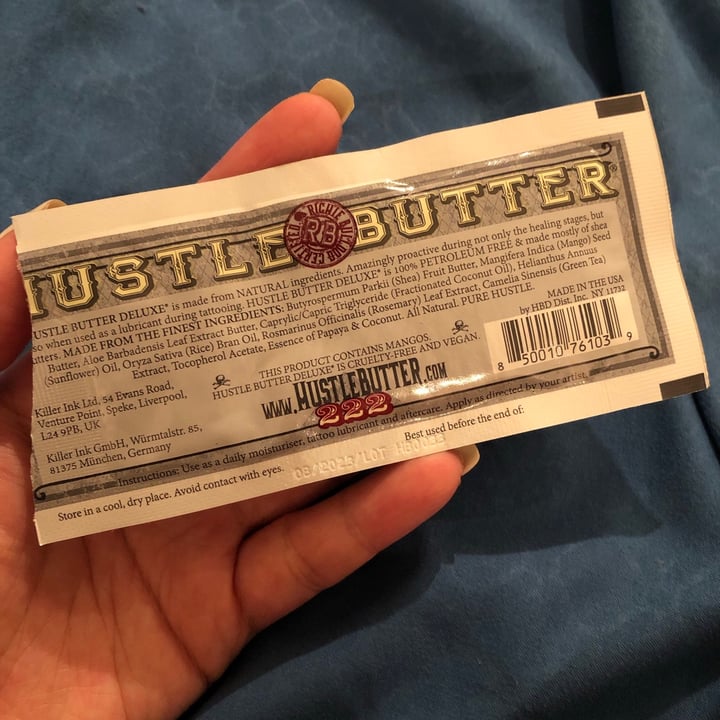 HUSTLE BUTTER
RICHIE
R/B
USTLE BUTTER DELUXE® is made from NATURAL ingredients. Amazingly proactive during not only the healing stages, but
so when used as a lubricant during tattooing. HUSTLE BUTTER DELUXE® is 100% PETROLEUM FREE & made mostly of shea
utters. MADE FROM THE FINEST INGREDIENTS: Butyrospermum Parkii (Shea) Fruit Butter, Mangifera Indica (Mango) Seed
Butter, Aloe Barbadensis Leaf Extract Butter, Caprylic/Capric Triglyceride (Fractionated Coconut Oil), Helianthus Annuus
(Sunflower) Oil, Oryza Sativa (Rice) Bran Oil, Rosmarinus Officinalis (Rosemary) Leaf Extract, Camelia Sinensis (Green Tea)
Extract, Tocopherol Acetate, Essence of Papaya & Coconut. All Natural. PURE HUSTLE.
THIS PRODUCT CONTAINS MANGOS.
HUSTLE BUTTER DELUXE® IS CRUELTY-FREE AND VEGAN.
WWW.HUSTLEBUTTER.COM
222
MADE IN THE USA
by HBD Dist. Inc. NY 11732
8 50010 76103 9
Killer Ink Ltd, 54 Evans Road,
Venture Point, Speke, Liverpool,
L24 9PB, UK
Killer Ink GmbH, Würmtalstr. 85,
81375 München, Germany
Instructions: Use as a daily moisturiser, tattoo lubricant and aftercare. Apply as directed by your artist.
Store in a cool, dry place. Avoid contact with eyes
Best used before the end of:
08/2023/LOT